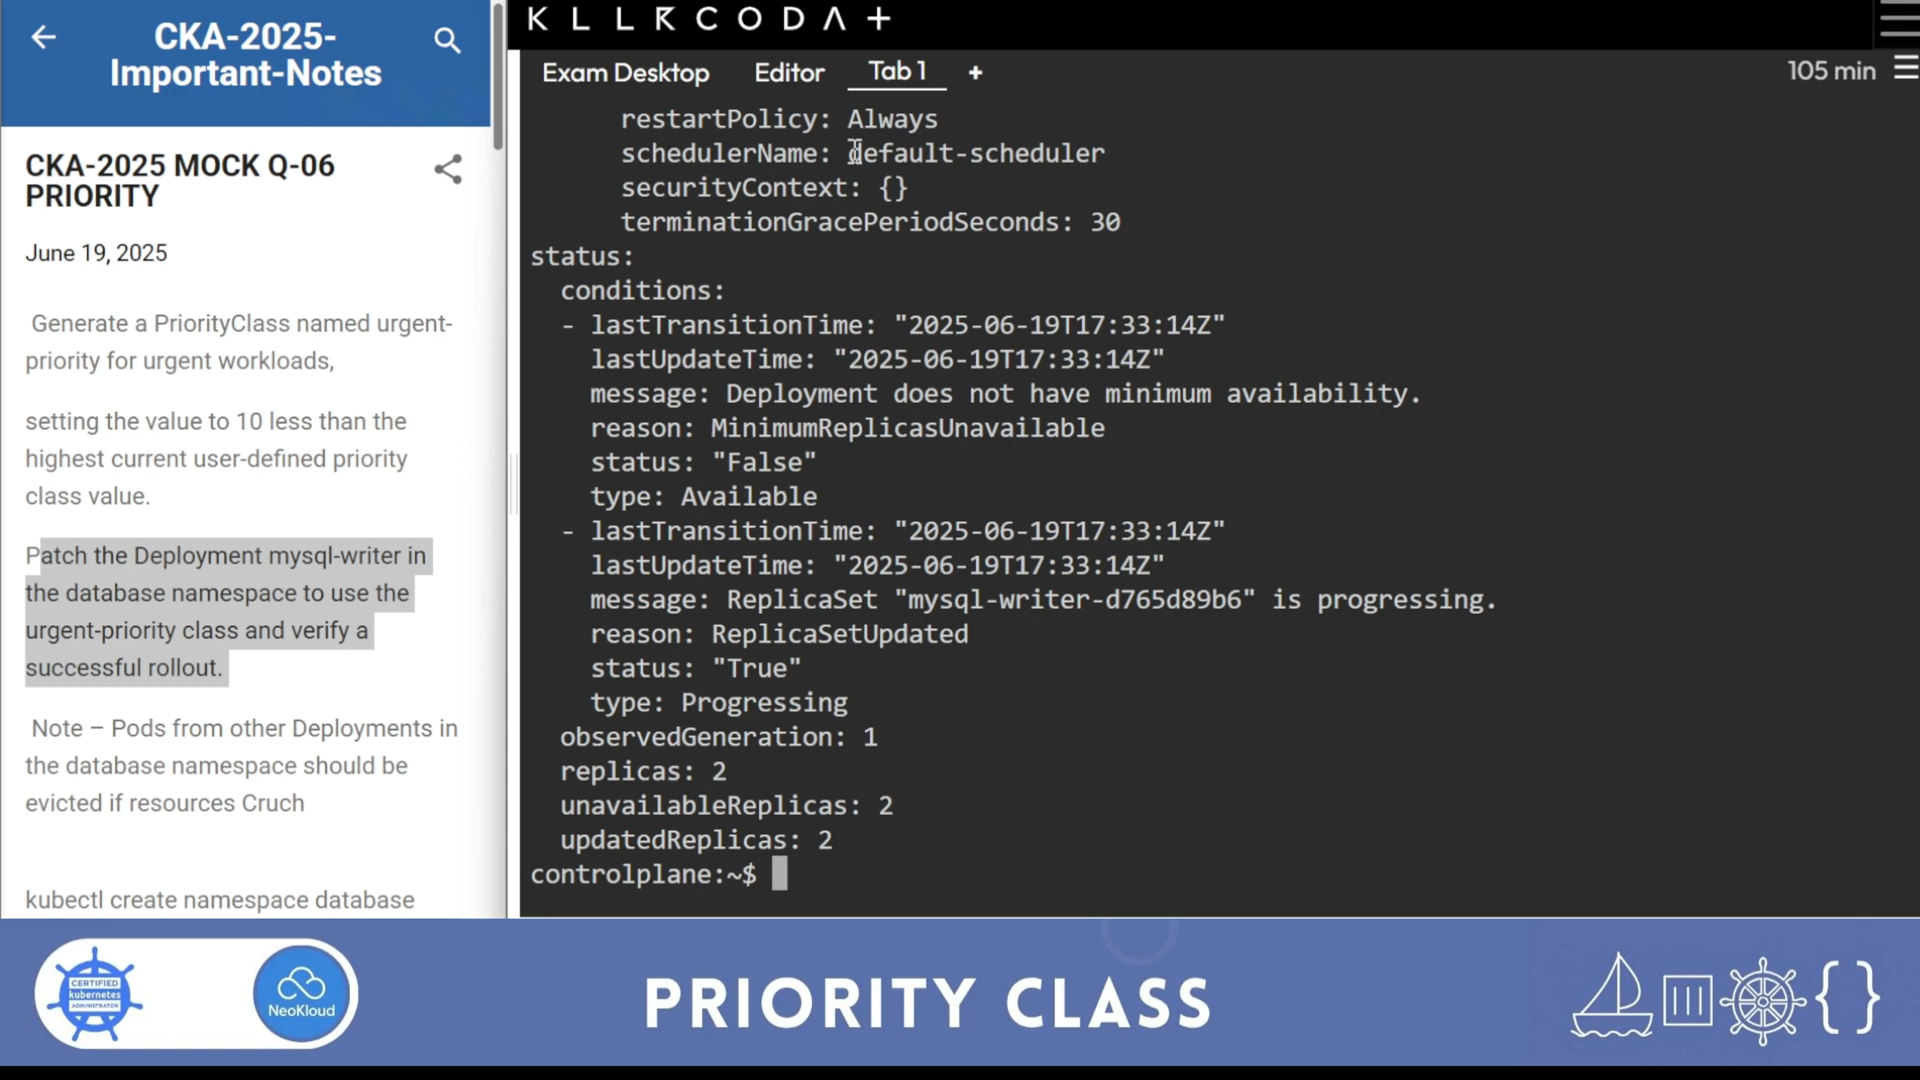 CKA-2025-
Important-Notes
CKA-2025 MOCK Q-06
PRIORITY
June 19, 2025
Generate a PriorityClass named urgent-
priority for urgent workloads,
setting the value to 10 less than the
highest current user-defined priority
class value.
Patch the Deployment mysql-writer in
the database namespace to use the
urgent-priority class and verify a
successful rollout.
Note – Pods from other Deployments in
the database namespace should be
evicted if resources Cruch
kubectl create namespace database
KILLERCODA+
Exam Desktop Editor Tab 1 +
105 min
restartPolicy: Always
schedulerName: default-scheduler
securityContext: {}
terminationGracePeriodSeconds: 30
status:
conditions:
- lastTransitionTime: "2025-06-19T17:33:14Z"
lastUpdateTime: "2025-06-19T17:33:14Z"
message: Deployment does not have minimum availability.
reason: MinimumReplicasUnavailable
status: "False"
type: Available
- lastTransitionTime: "2025-06-19T17:33:14Z"
lastUpdateTime: "2025-06-19T17:33:14Z"
message: ReplicaSet "mysql-writer-d765d89b6" is progressing.
reason: ReplicaSetUpdated
status: "True"
type: Progressing
observedGeneration: 1
replicas: 2
unavailableReplicas: 2
updatedReplicas: 2
controlplane:~$
CERTIFIED
kubernetes
ADMINISTRATOR
NeoKloud
PRIORITY CLASS
{ }